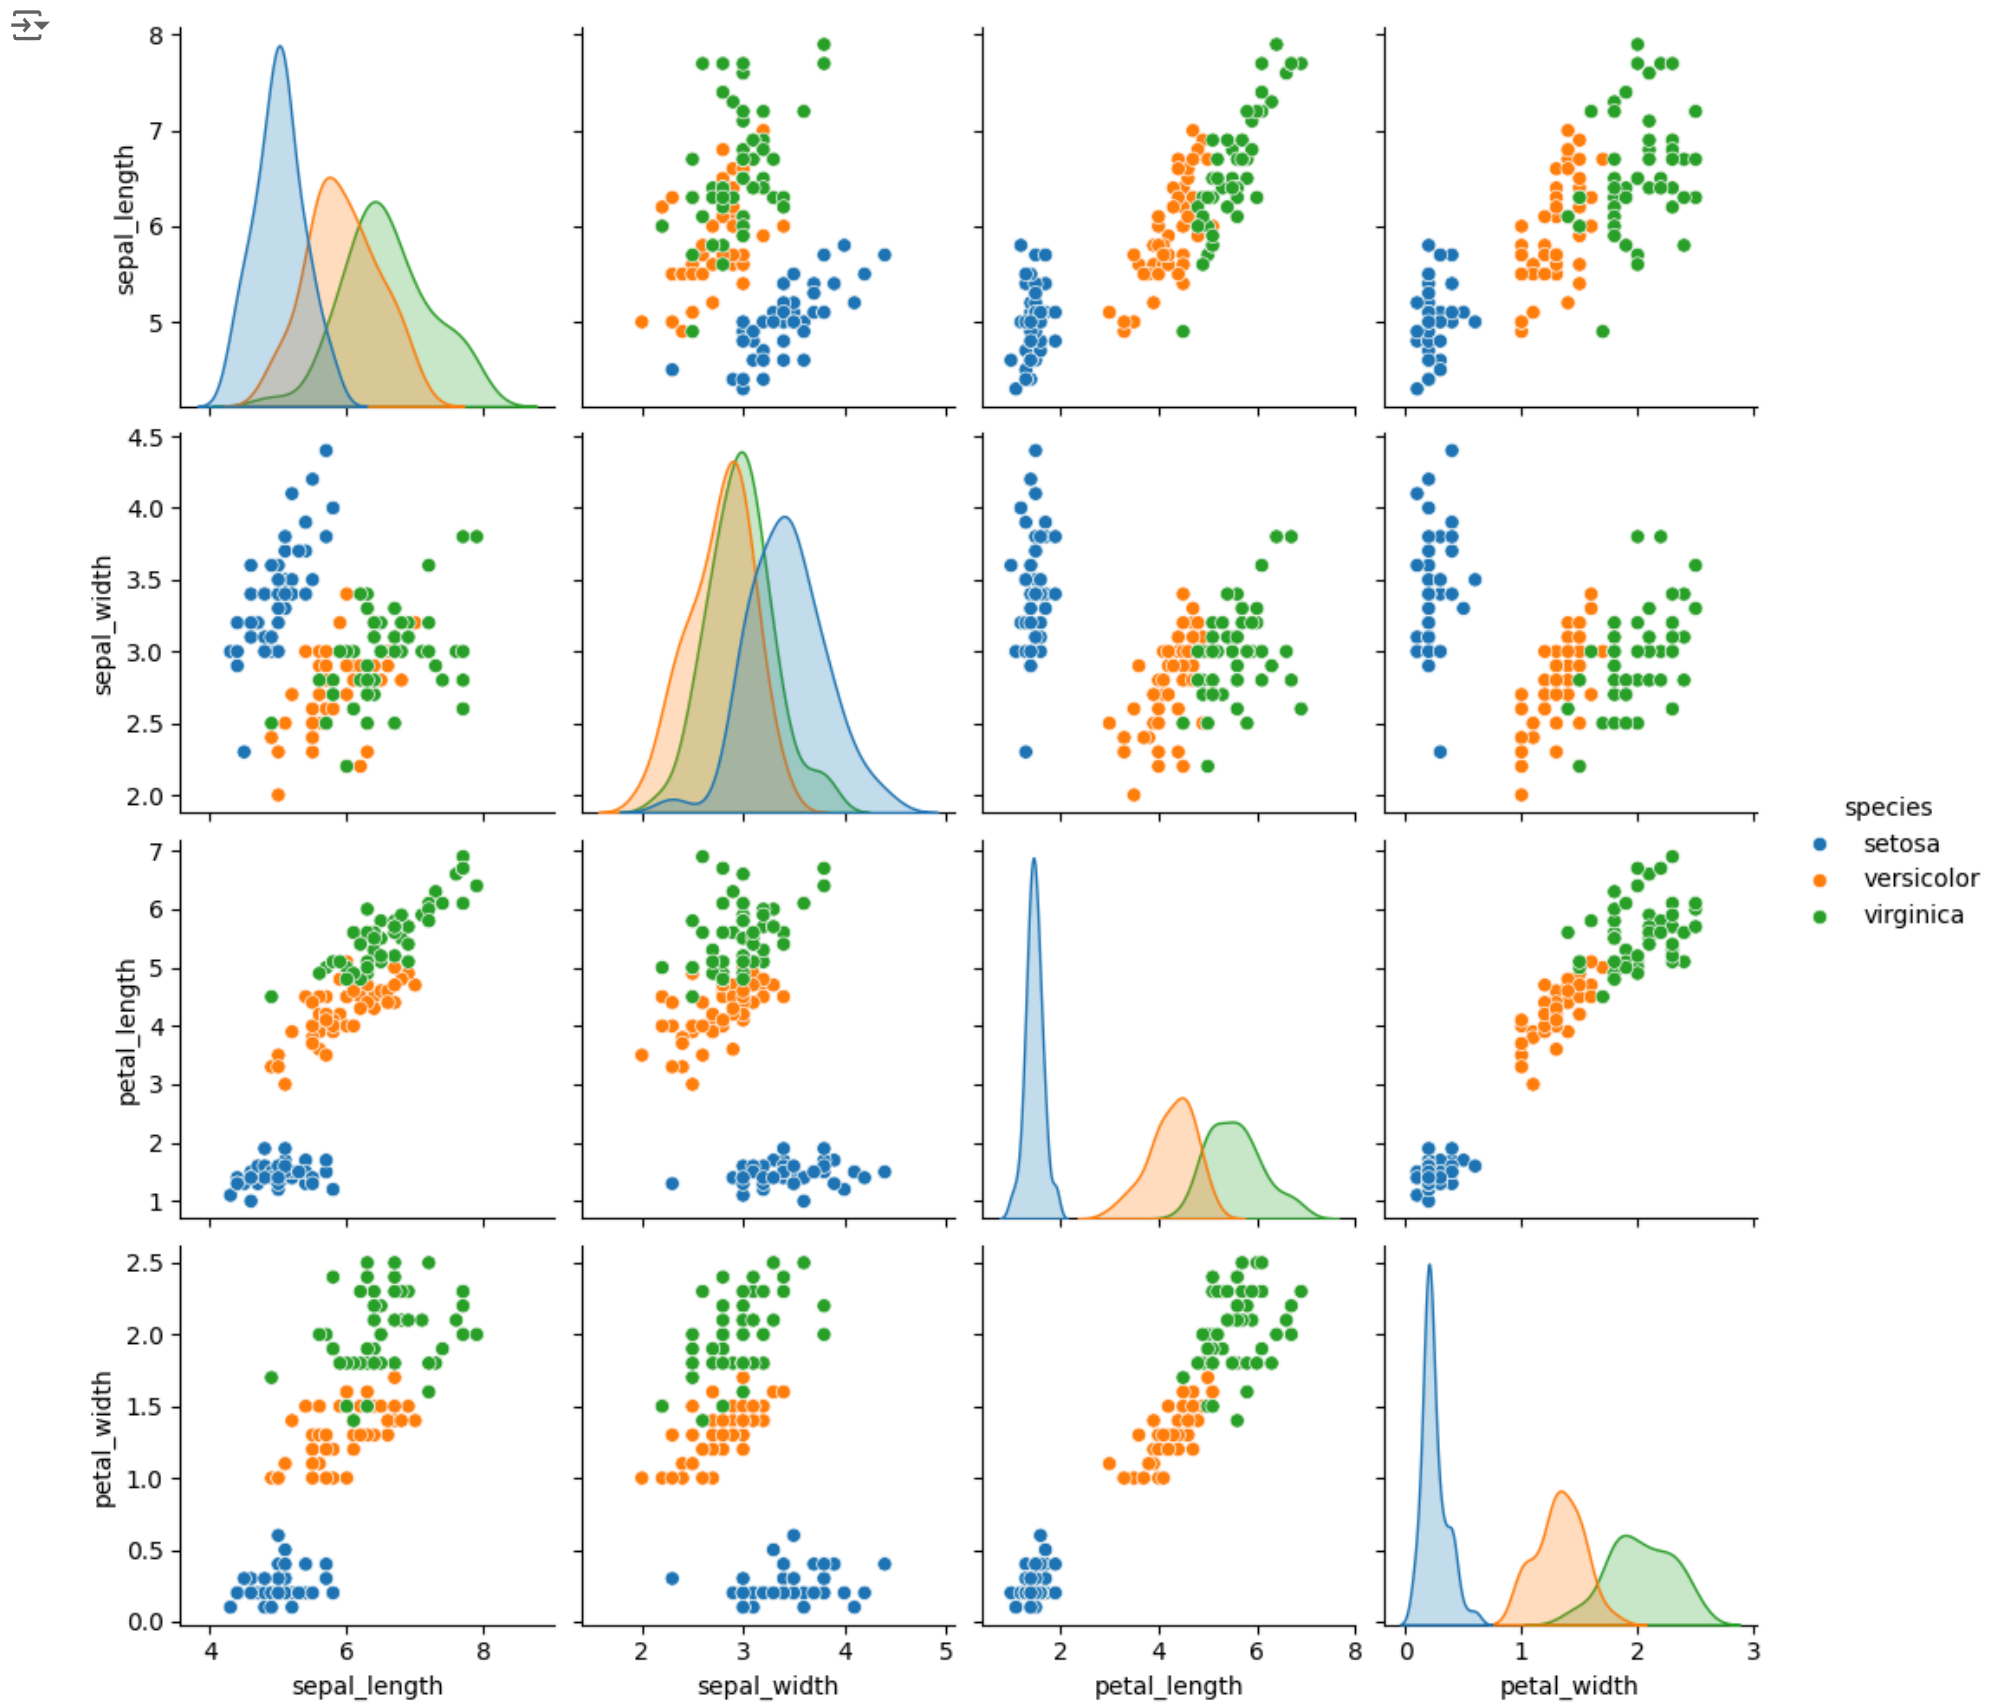 8
7
6
5
sepal_length
4.5
4.0
3.5
3.0
2.5
2.0
sepal_width
species
setosa
versicolor
virginica
7
6
5
4
3
2
1
petal_length
2.5
2.0
1.5
1.0
0.5
0.0
petal_width
4 6 8
2 3 4 5
2 4 6 8
0 1 2 3
sepal_length
sepal_width
petal_length
petal_width